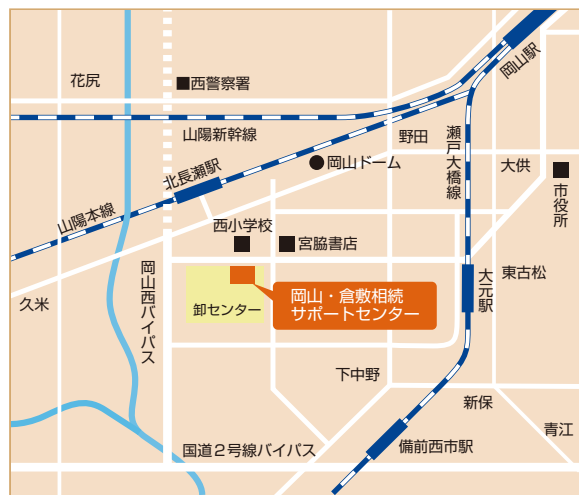 岡山駅
花尻
■西警察署
山陽新幹線
野田
瀬戸大橋線
●岡山ドーム
大供
市役所
北長瀬駅
山陽本線
西小学校
宮脇書店
岡山西バイパス
東古松
大元駅
久米
卸センター
岡山・倉敷相続
サポートセンター
下中野
新保
青江
備前西市駅
国道2号線バイパス